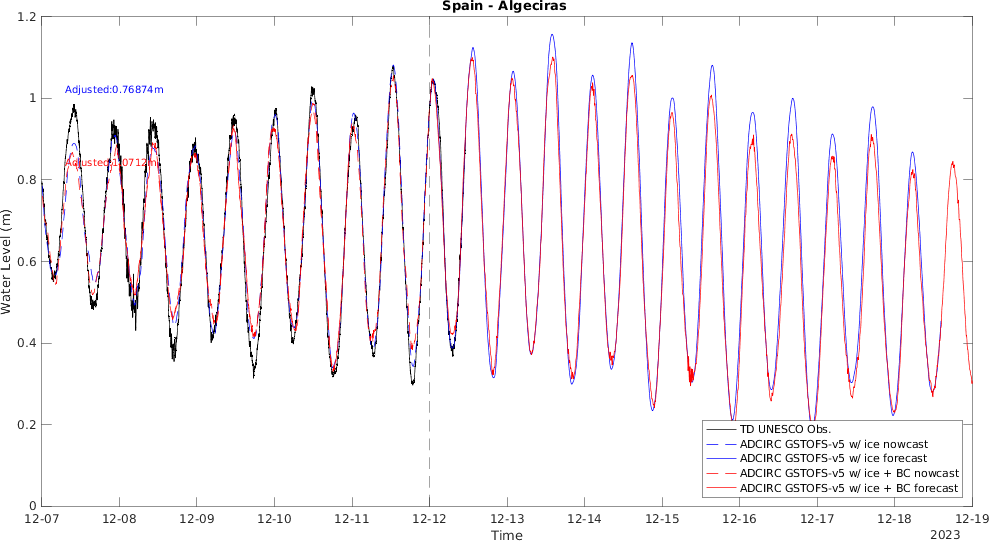 Spain - Algeciras
1.2
1
0.8
0.6
0.4
0.2
0
Water Level (m)
Adjusted:0.76874m
Adjusted:1.0712m
TD UNESCO Obs.
ADCIRC GSTOFS-v5 w/ ice nowcast
ADCIRC GSTOFS-v5 w/ ice forecast
ADCIRC GSTOFS-v5 w/ ice + BC nowcast
ADCIRC GSTOFS-v5 w/ ice + BC forecast
12-07 12-08 12-09 12-10 12-11 12-12 12-13 12-14 12-15 12-16 12-17 12-18 12-19
Time
2023